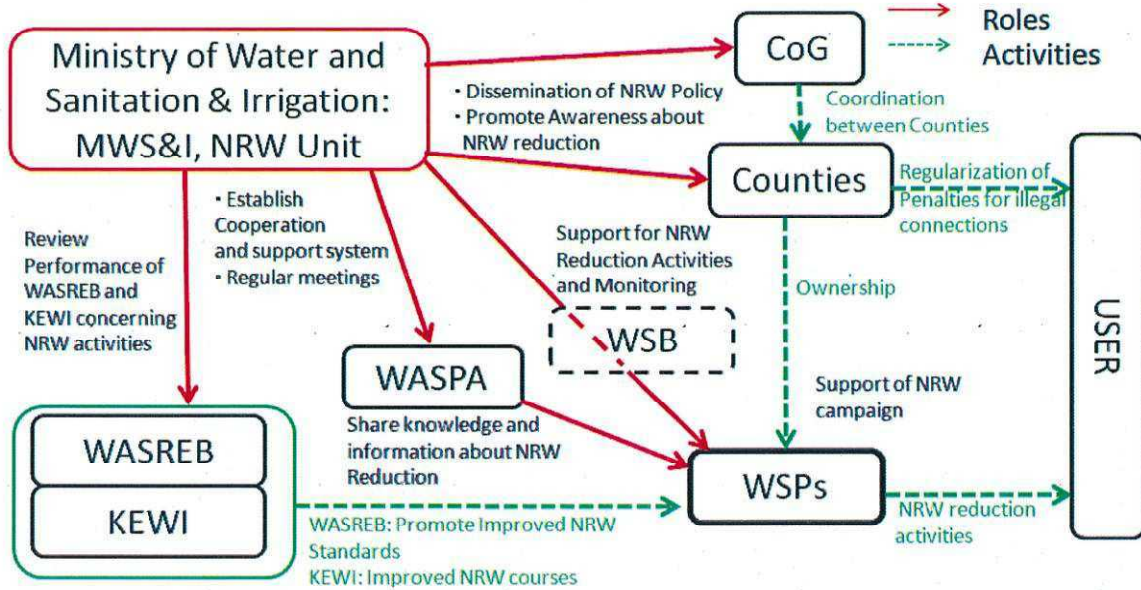 Ministry of Water and
Sanitation & Irrigation:
MWS&I, NRW Unit
CoG
Roles
Activities
• Dissemination of NRW Policy
• Promote Awareness about
NRW reduction
Coordination
between Counties
Counties
Regularization of
Penalties for illegal
connections
• Establish
Cooperation
and support system
• Regular meetings
Review
Performance of
WASREB and
KEWI concerning
NRW activities
Support for NRW
Reduction Activities
and Monitoring
Ownership
WSB
USER
WASPA
Support of NRW
campaign
Share knowledge and
information about NRW
Reduction
WASREB
KEWI
WSPs
WASREB: Promote Improved NRW
Standards
KEWI: Improved NRW courses
NRW reduction
activities